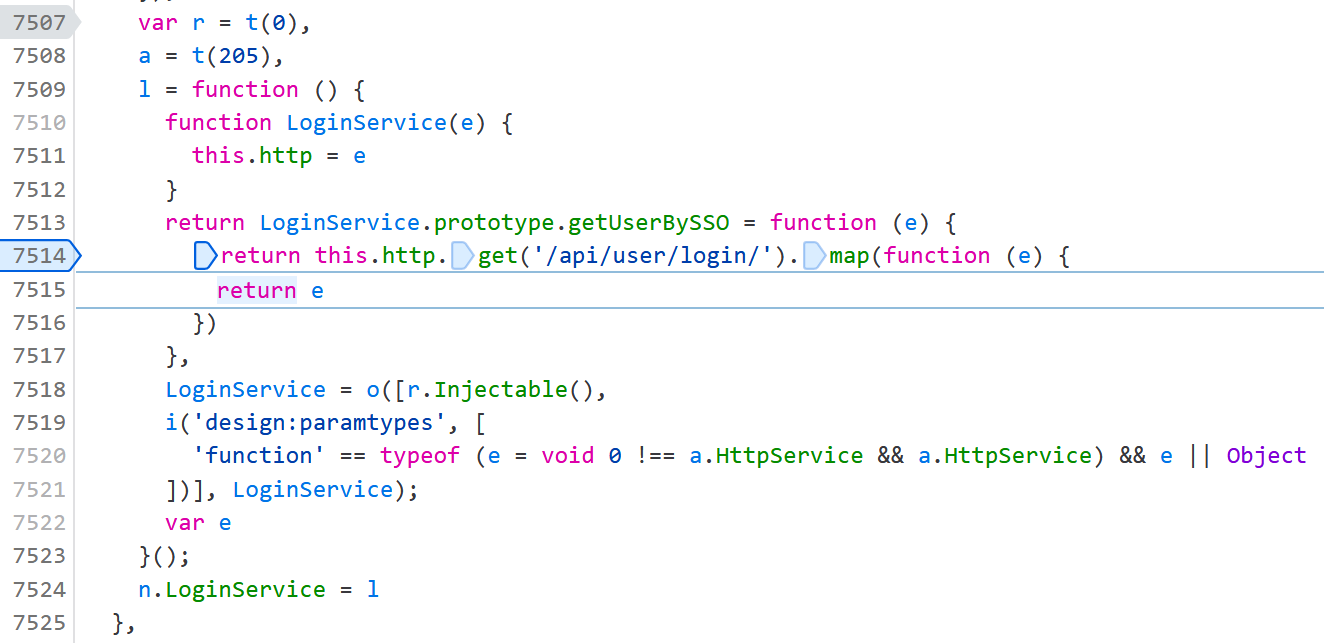 7507 var r = t(0),
7508 a = t(205),
7509 l = function () {
7510 function LoginService(e) {
7511 this.http = e
7512 }
7513 return LoginService.prototype.getUserBySSO = function (e) {
7514 return this.http.get('/api/user/login/').map(function (e) {
7515 return e
7516 })
7517 },
7518 LoginService = o([r.Injectable(),
7519 i('design:paramtypes', [
7520 'function' == typeof (e = void 0 !== a.HttpService && a.HttpService) && e || Object
7521 ])], LoginService);
7522 var e
7523 }();
7524 n.LoginService = l
7525 },